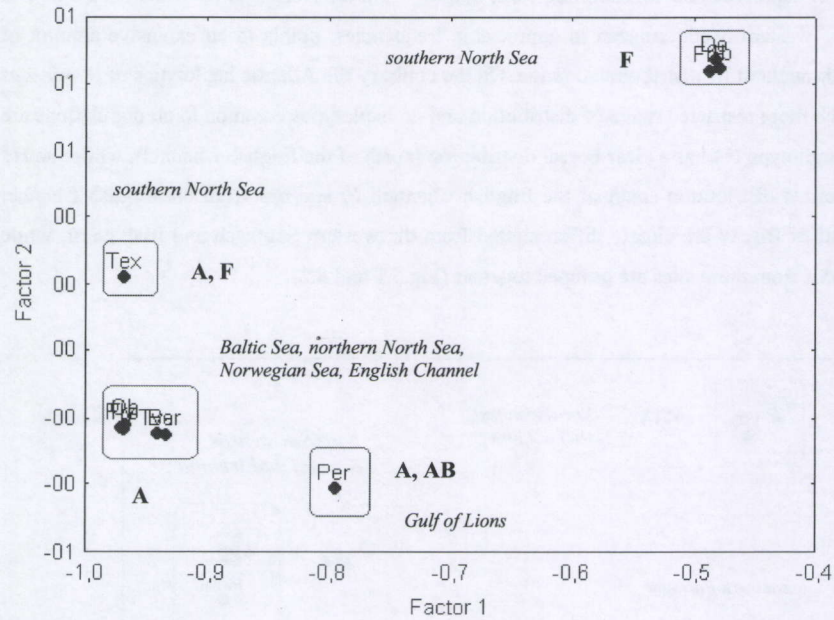 01
southern North Sea
F
01
01
southern North Sea
00
Tex
A, F
00
Factor 2
Baltic Sea, northern North Sea,
Norwegian Sea, English Channel
00
-00
A
Per
A, AB
-00
Gulf of Lions
-01
-1,0
-0,9
-0,8
-0,7
-0,6
-0,5
-0,4
Factor 1